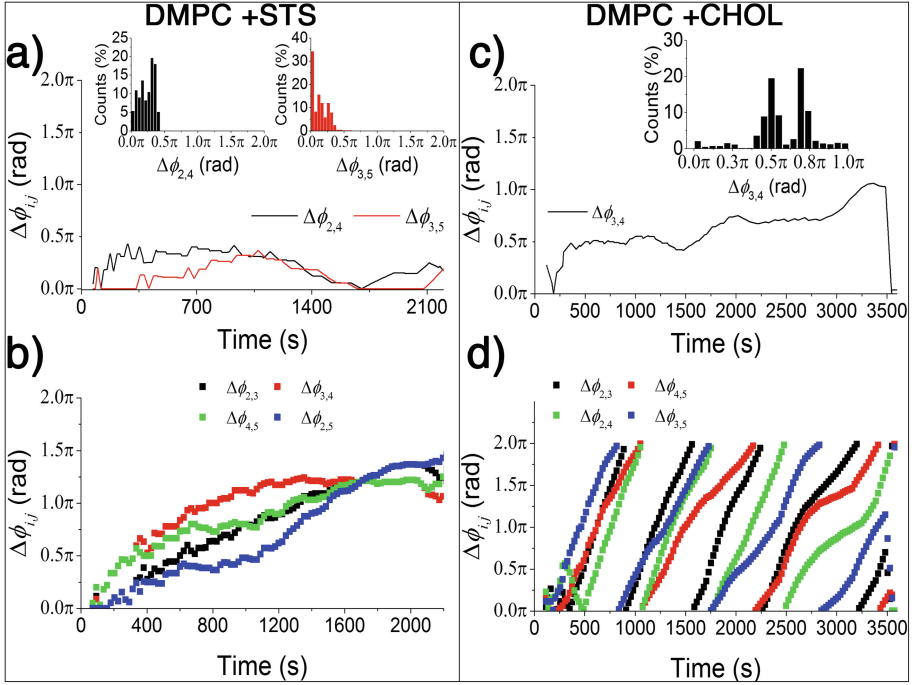 DMPC +STS
DMPC +CHOL
a)
25
20
15
10
5
0
Counts (%)
0.0π 0.5π 1.0π 1.5π 2.0π
Δϕ2,4 (rad)
40
30
20
10
0
Counts (%)
0.0π 0.5π 1.0π 1.5π 2.0π
Δϕ3,5 (rad)
2.0π
1.5π
1.0π
0.5π
0.0π
Δϕi,j (rad)
Δϕ2,4 Δϕ3,5
0 700 1400 2100
Time (s)
c)
30
20
10
0
Counts (%)
0.0π 0.3π 0.5π 0.8π 1.0π
Δϕ3,4 (rad)
2.0π
1.5π
1.0π
0.5π
0.0π
Δϕi,j (rad)
Δϕ3,4
0 500 1000 1500 2000 2500 3000 3500
Time (s)
b)
Δϕ2,3 Δϕ3,4
Δϕ4,5 Δϕ2,5
2.0π
1.5π
1.0π
0.5π
0.0π
Δϕi,j (rad)
0 400 800 1200 1600 2000
Time (s)
d)
Δϕ2,3 Δϕ4,5
Δϕ2,4 Δϕ3,5
2.0π
1.5π
1.0π
0.5π
0.0π
Δϕi,j (rad)
0 500 1000 1500 2000 2500 3000 3500
Time (s)